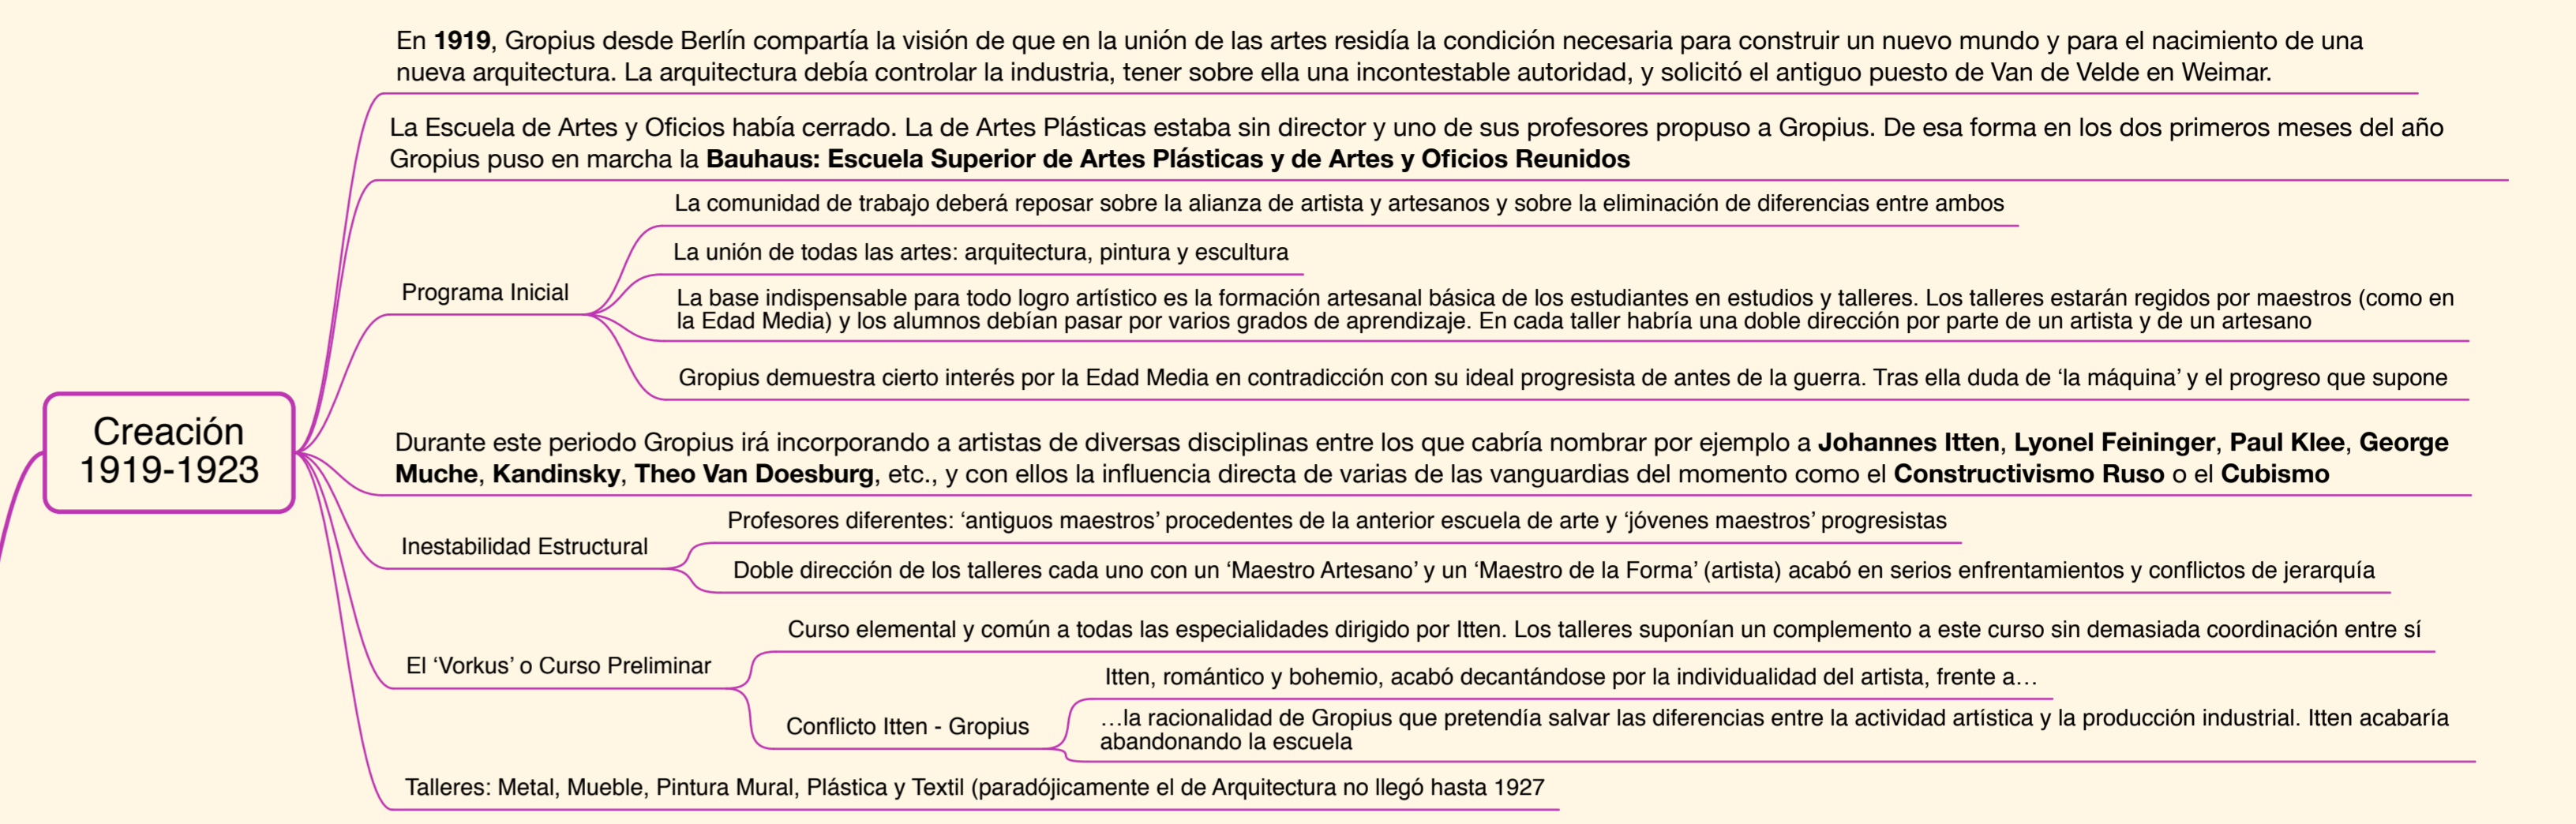 En 1919, Gropius desde Berlín compartía la visión de que en la unión de las artes residía la condición necesaria para construir un nuevo mundo y para el nacimiento de una
nueva arquitectura. La arquitectura debía controlar la industria, tener sobre ella una incontestable autoridad, y solicitó el antiguo puesto de Van de Velde en Weimar.
La Escuela de Artes y Oficios había cerrado. La de Artes Plásticas estaba sin director y uno de sus profesores propuso a Gropius. De esa forma en los dos primeros meses del año
Gropius puso en marcha la Bauhaus: Escuela Superior de Artes Plásticas y de Artes y Oficios Reunidos
Programa Inicial
La comunidad de trabajo deberá reposar sobre la alianza de artista y artesanos y sobre la eliminación de diferencias entre ambos
La unión de todas las artes: arquitectura, pintura y escultura
La base indispensable para todo logro artístico es la formación artesanal básica de los estudiantes en estudios y talleres. Los talleres estarán regidos por maestros (como en
la Edad Media) y los alumnos debían pasar por varios grados de aprendizaje. En cada taller habría una doble dirección por parte de un artista y de un artesano
Gropius demuestra cierto interés por la Edad Media en contradicción con su ideal progresista de antes de la guerra. Tras ella duda de ‘la máquina’ y el progreso que supone
Creación
1919-1923
Durante este periodo Gropius irá incorporando a artistas de diversas disciplinas entre los que cabría nombrar por ejemplo a Johannes Itten, Lyonel Feininger, Paul Klee, George
Muche, Kandinsky, Theo Van Doesburg, etc., y con ellos la influencia directa de varias de las vanguardias del momento como el Constructivismo Ruso o el Cubismo
Inestabilidad Estructural
Profesores diferentes: ‘antiguos maestros’ procedentes de la anterior escuela de arte y ‘jóvenes maestros’ progresistas
Doble dirección de los talleres cada uno con un ‘Maestro Artesano’ y un ‘Maestro de la Forma’ (artista) acabó en serios enfrentamientos y conflictos de jerarquía
El ‘Vorkus’ o Curso Preliminar
Curso elemental y común a todas las especialidades dirigido por Itten. Los talleres suponían un complemento a este curso sin demasiada coordinación entre sí
Conflicto Itten - Gropius
Itten, romántico y bohemio, acabó decantándose por la individualidad del artista, frente a…
…la racionalidad de Gropius que pretendía salvar las diferencias entre la actividad artística y la producción industrial. Itten acabaría
abandonando la escuela
Talleres: Metal, Mueble, Pintura Mural, Plástica y Textil (paradójicamente el de Arquitectura no llegó hasta 1927